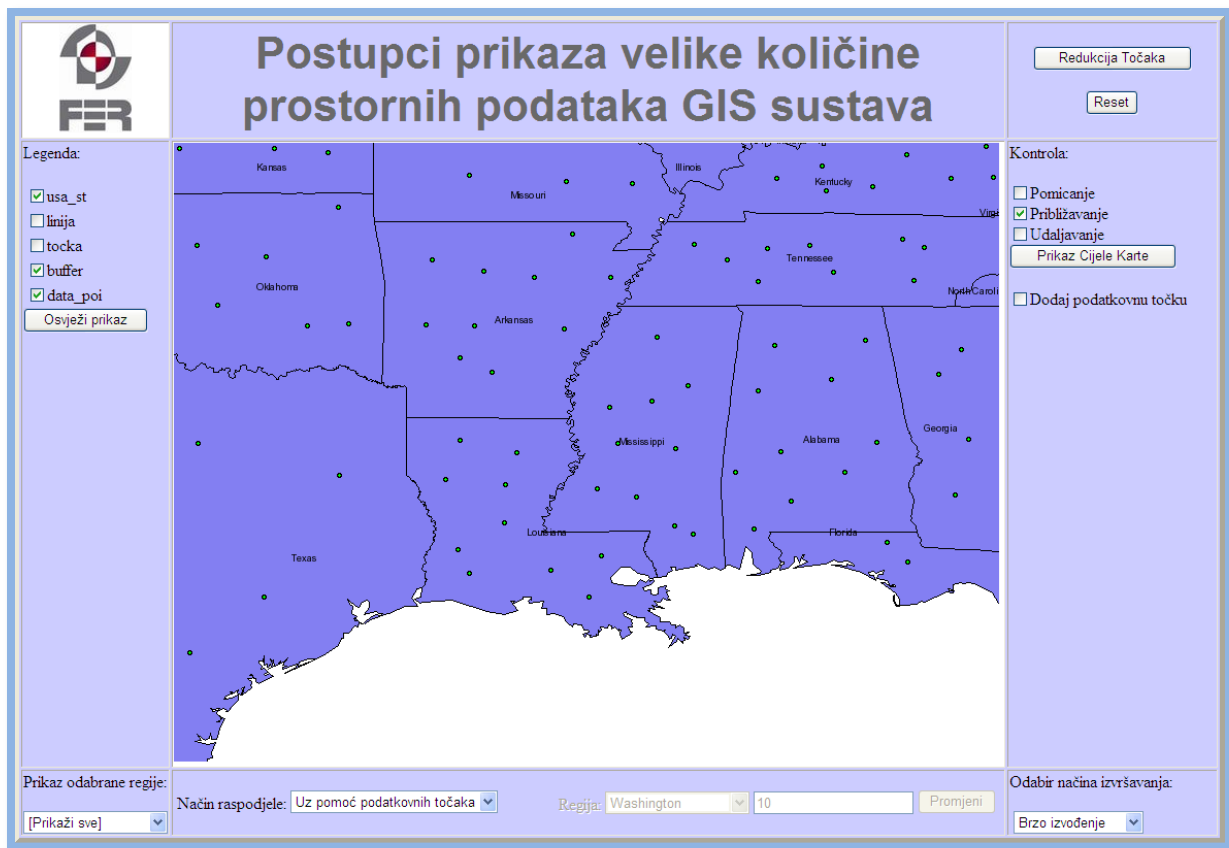 FER
Postupci prikaza velike količine
prostornih podataka GIS sustava
Redukcija Točaka
Reset
Legenda:
usa_st
linija
tocka
buffer
data_poi
Osvježi prikaz
Kansas
Missouri
Illinois
Kentucky
Virgi
Oklahoma
Arkansas
Tennessee
North Caroli
Mississippi
Alabama
Georgia
Texas
Louisiana
Florida
Kontrola:
Pomicanje
Približavanje
Udaljavanje
Prikaz Cijele Karte
Dodaj podatkovnu točku
Prikaz odabrane regije:
[Prikaži sve]
Način raspodjele: Uz pomoć podatkovnih točaka
Regija: Washington 10 Promjeni
Odabir načina izvršavanja:
Brzo izvođenje